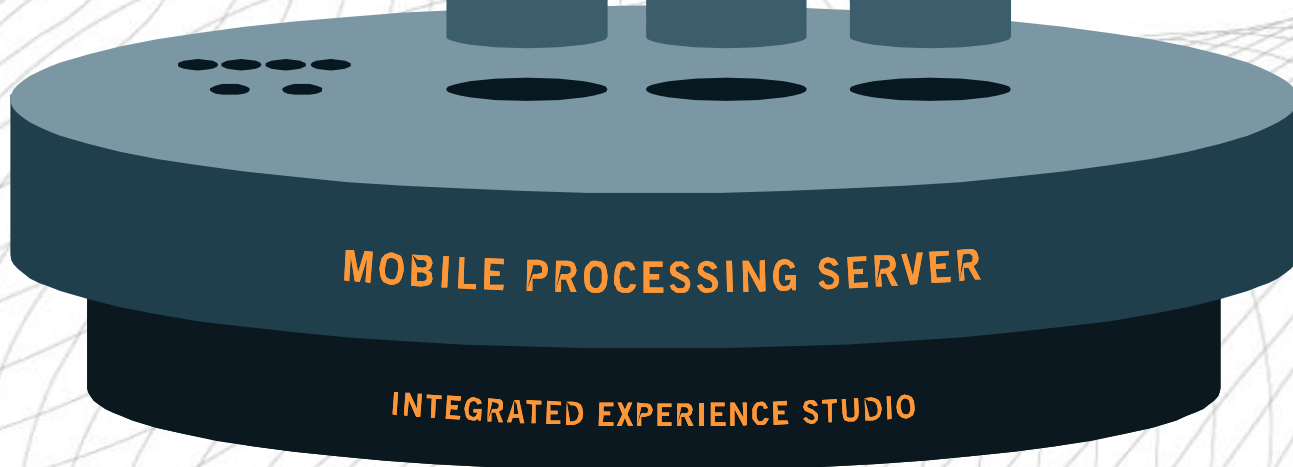 MOBILE PROCESSING SERVER
INTEGRATED EXPERIENCE STUDIO